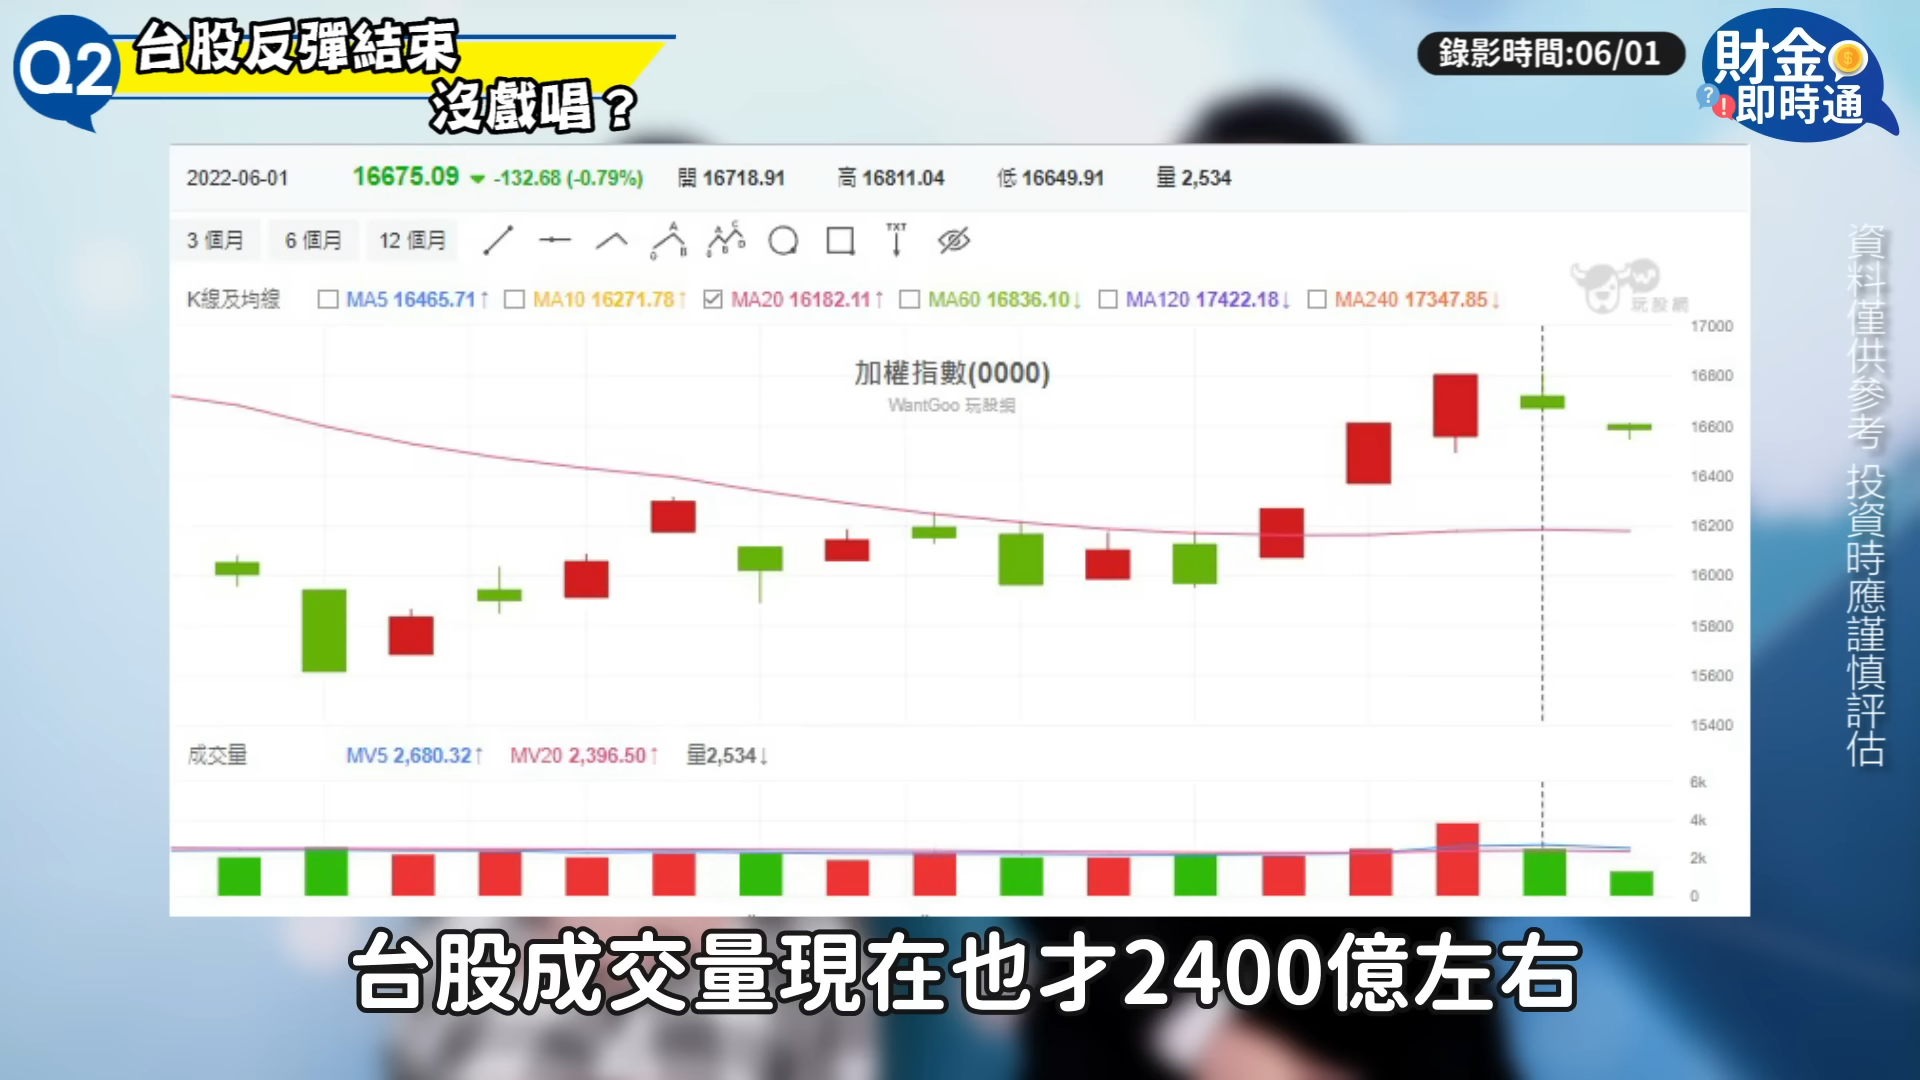 Q2
台股反彈結束
沒戲唱？
錄影時間:06/01
財金
即時通
2022-06-01 16675.09 -132.68 (-0.79%) 開 16718.91 高 16811.04 低 16649.91 量 2,534
3 個月 6 個月 12 個月
TXT
K線及均線 MA5 16465.71↑ MA10 16271.78↑ MA20 16182.11↑ MA60 16836.10↓ MA120 17422.18↓ MA240 17347.85↓
玩股網
加權指數(0000)
WantGoo 玩股網
17000
16800
16600
16400
16200
16000
15800
15600
15400
成交量 MV5 2,680.32↑ MV20 2,396.50↑ 量2,534↓
6k
4k
2k
0
資料僅供參考 投資時應謹慎評估
台股成交量現在也才2400億左右